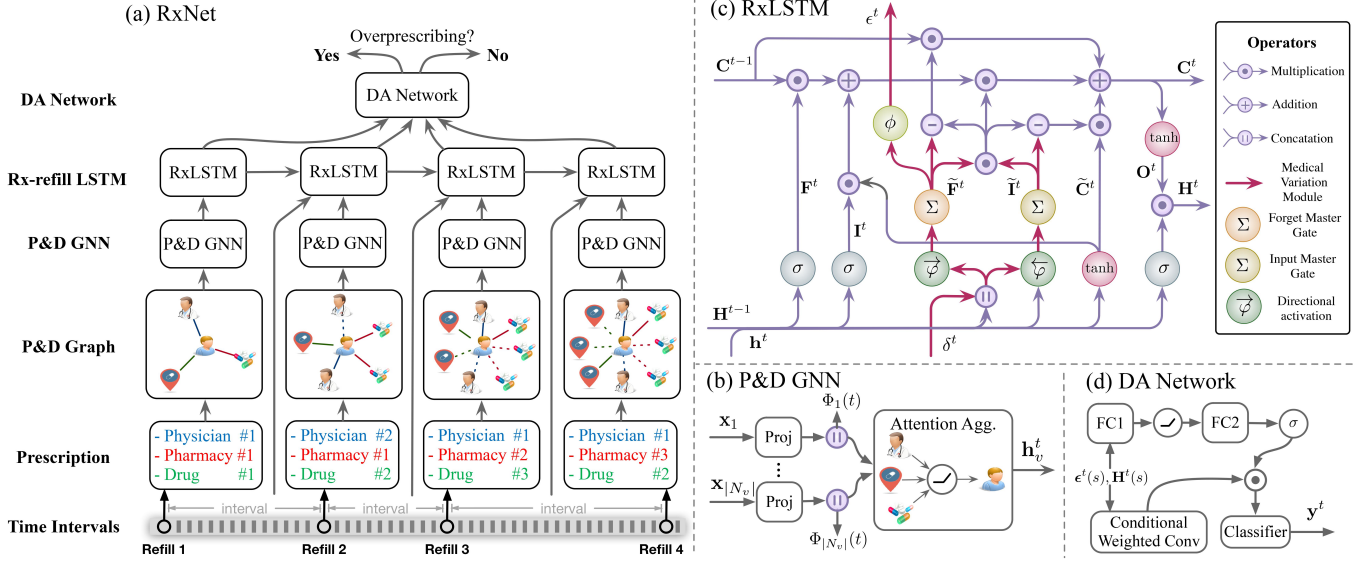 (a) RxNet
Overprescribing?
Yes
No
DA Network
DA Network
Rx-refill LSTM
RxLSTM
RxLSTM
RxLSTM
RxLSTM
P&D GNN
P&D GNN
P&D GNN
P&D GNN
P&D GNN
P&D Graph
Prescription
- Physician #1
- Pharmacy #1
- Drug #1
- Physician #2
- Pharmacy #1
- Drug #2
- Physician #1
- Pharmacy #2
- Drug #3
- Physician #1
- Pharmacy #3
- Drug #2
Time Intervals
interval
interval
interval
Refill 1
Refill 2
Refill 3
Refill 4
(c) RxLSTM
ϵ^t
C^{t-1}
C^t
ϕ
tanh
O^t
H^t
F^t
I^t
F̃^t
Ĩ^t
C̃^t
Σ
Σ
σ
σ
φ→
φ←
tanh
σ
H^{t-1}
h^t
δ^t
Operators
Multiplication
Addition
Concatation
Medical
Variation
Module
Σ
Forget Master
Gate
Σ
Input Master
Gate
φ→
Directional
activation
(b) P&D GNN
Φ_1(t)
x_1
Proj
Attention Agg.
h_v^t
x_{|N_v|}
Proj
Φ_{|N_v|}(t)
(d) DA Network
FC1
FC2
σ
ϵ^t(s), H^t(s)
Conditional
Weighted Conv
Classifier
y^t